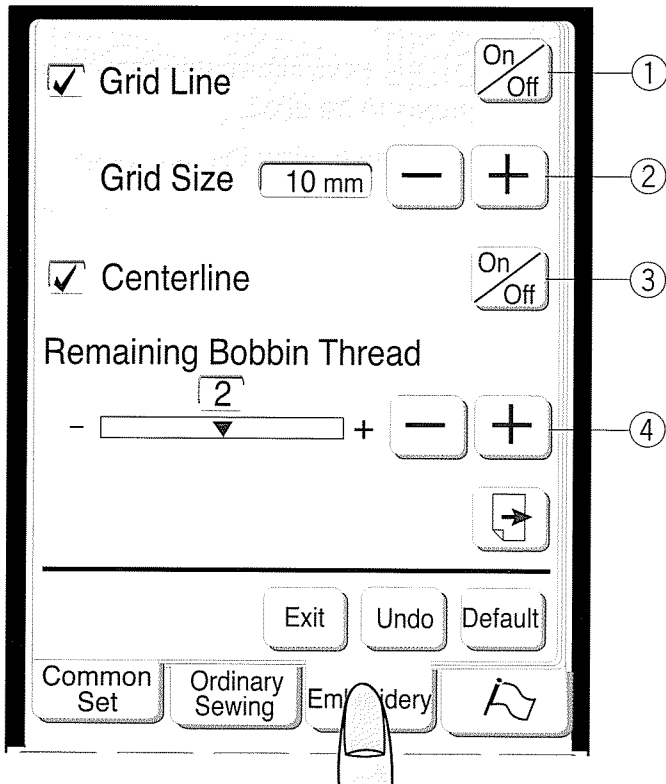 Grid Line
On/Off
1
Grid Size 10 mm − +
2
Centerline
On/Off
3
Remaining Bobbin Thread
2
- + − +
4
Exit Undo Default
Common Set
Ordinary Sewing
Embroidery